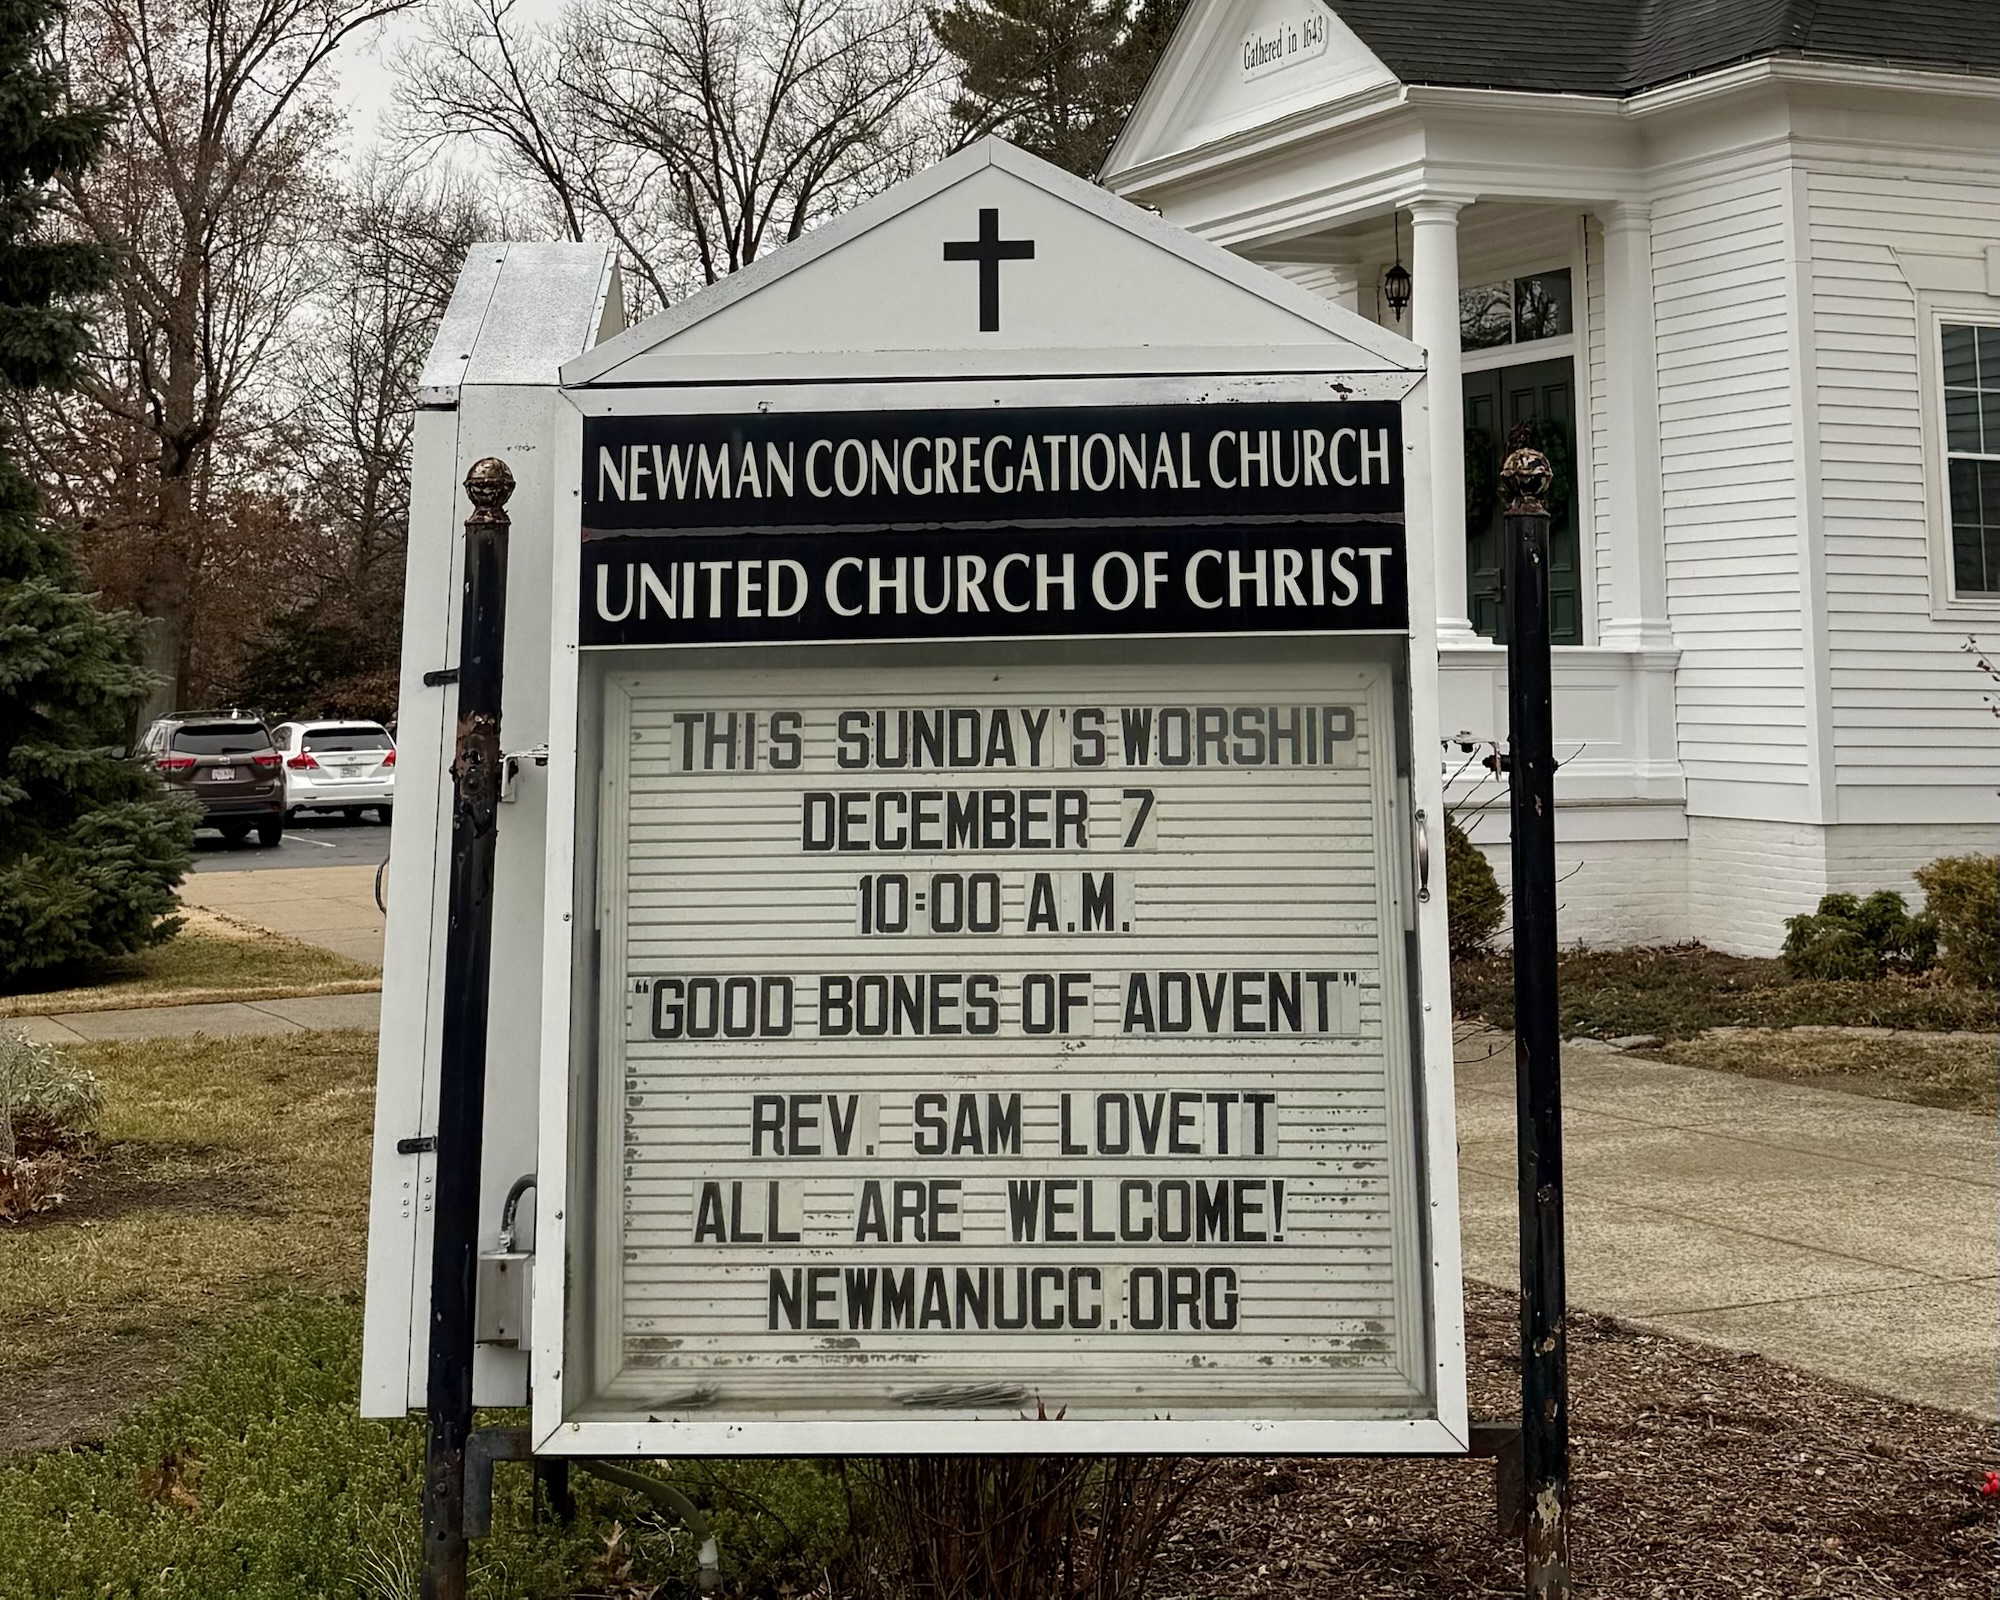 Gathered in 1643
NEWMAN CONGREGATIONAL CHURCH
UNITED CHURCH OF CHRIST
THIS SUNDAY'S WORSHIP
DECEMBER 7
10:00 A.M.
"GOOD BONES OF ADVENT"
REV. SAM LOVETT
ALL ARE WELCOME!
NEWMANUCC.ORG